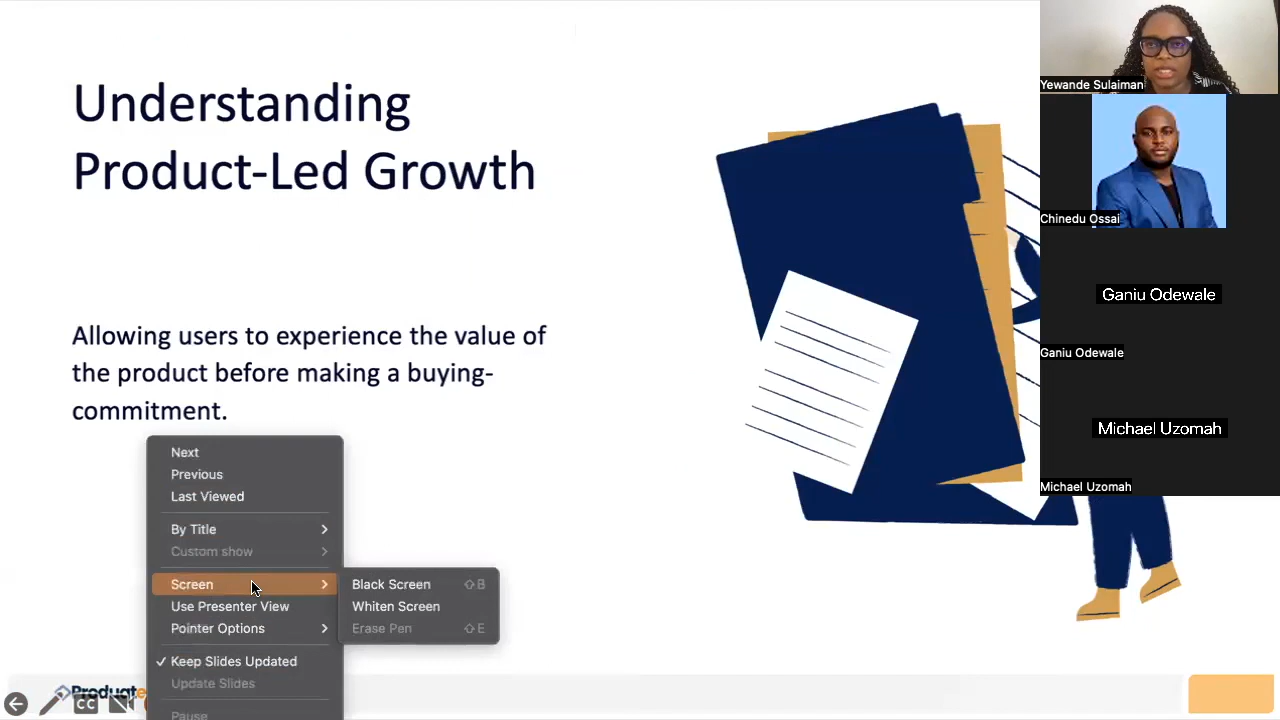 Understanding
Product-Led Growth
Allowing users to experience the value of
the product before making a buying-
commitment.
Next
Previous
Last Viewed
By Title
Custom show
Screen
Use Presenter View
Pointer Options
Keep Slides Updated
Update Slides
Pause
Black Screen ⇧B
Whiten Screen
Erase Pen ⇧E
CC
Yewande Sulaiman
Chinedu Ossai
Ganiu Odewale
Ganiu Odewale
Michael Uzomah
Michael Uzomah